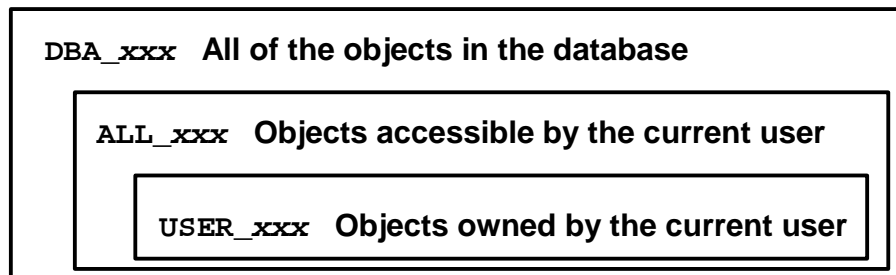 DBA_xxx All of the objects in the database
ALL_xxx Objects accessible by the current user
USER_xxx Objects owned by the current user